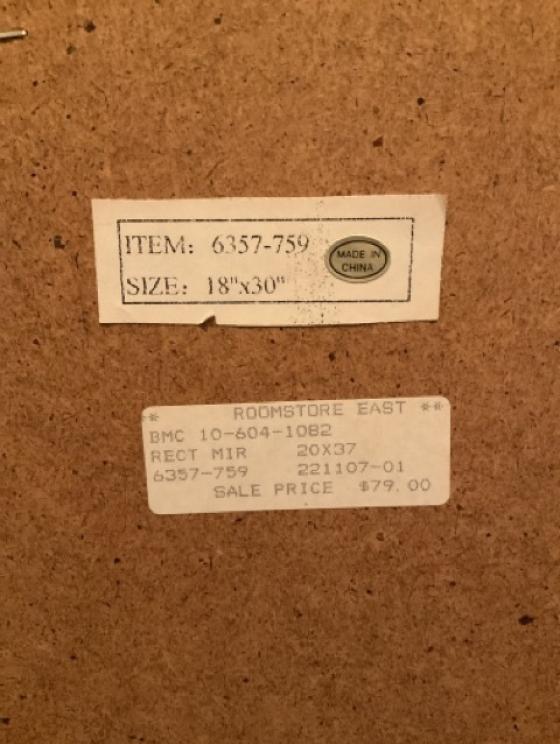 ITEM: 6357-759
SIZE: 18"x30"
MADE IN
CHINA
* ROOMSTORE EAST **
BMC 10-604-1082
RECT MIR 20X37
6357-759 221107-01
SALE PRICE $79.00